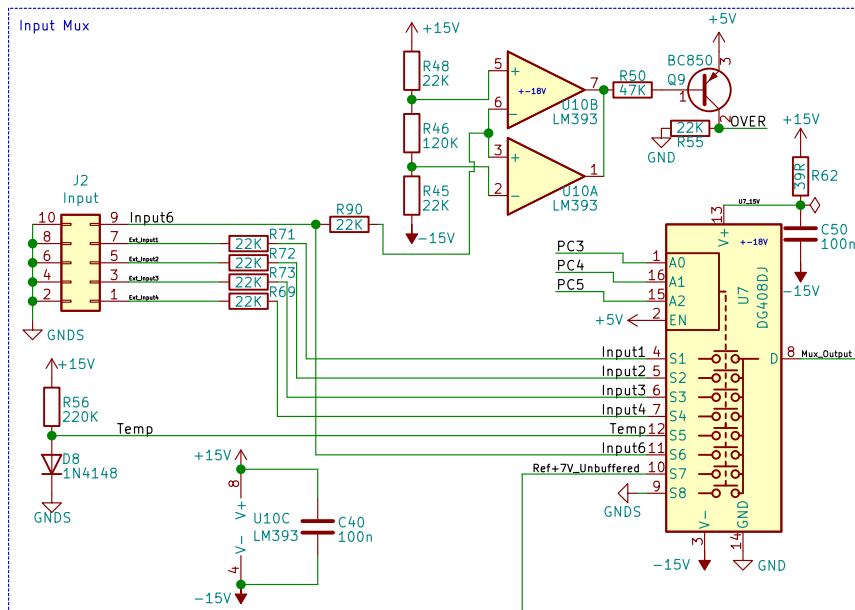 Input Mux
+15V
R48
22K
R46
120K
R45
22K
-15V
5
+
6
-
7
+-18V
U10B
LM393
3
+
2
-
1
U10A
LM393
R50
47K
+5V
BC850
Q9
3
1
2
OVER
22K
R55
GND
+15V
39R
R62
U7_15V
C50
100n
-15V
J2
Input
10
9
Input6
8
7
Ext_Input1
6
5
Ext_Input2
4
3
Ext_Input3
2
1
Ext_Input4
GNDS
R90
22K
R71
22K
R72
22K
R73
22K
R69
22K
PC3
1
A0
PC4
16
A1
PC5
15
A2
+5V
2
EN
13
V+
+-18V
U7
DG408DJ
Input1
4
S1
Input2
5
S2
Input3
6
S3
Input4
7
S4
Temp
12
S5
Input6
11
S6
Ref+7V_Unbuffered
10
S7
GNDS
9
S8
D
8
Mux_Output
V-
3
-15V
GND
14
GND
+15V
R56
220K
Temp
D8
1N4148
GNDS
+15V
8
V+
U10C
LM393
V-
4
-15V
C40
100n